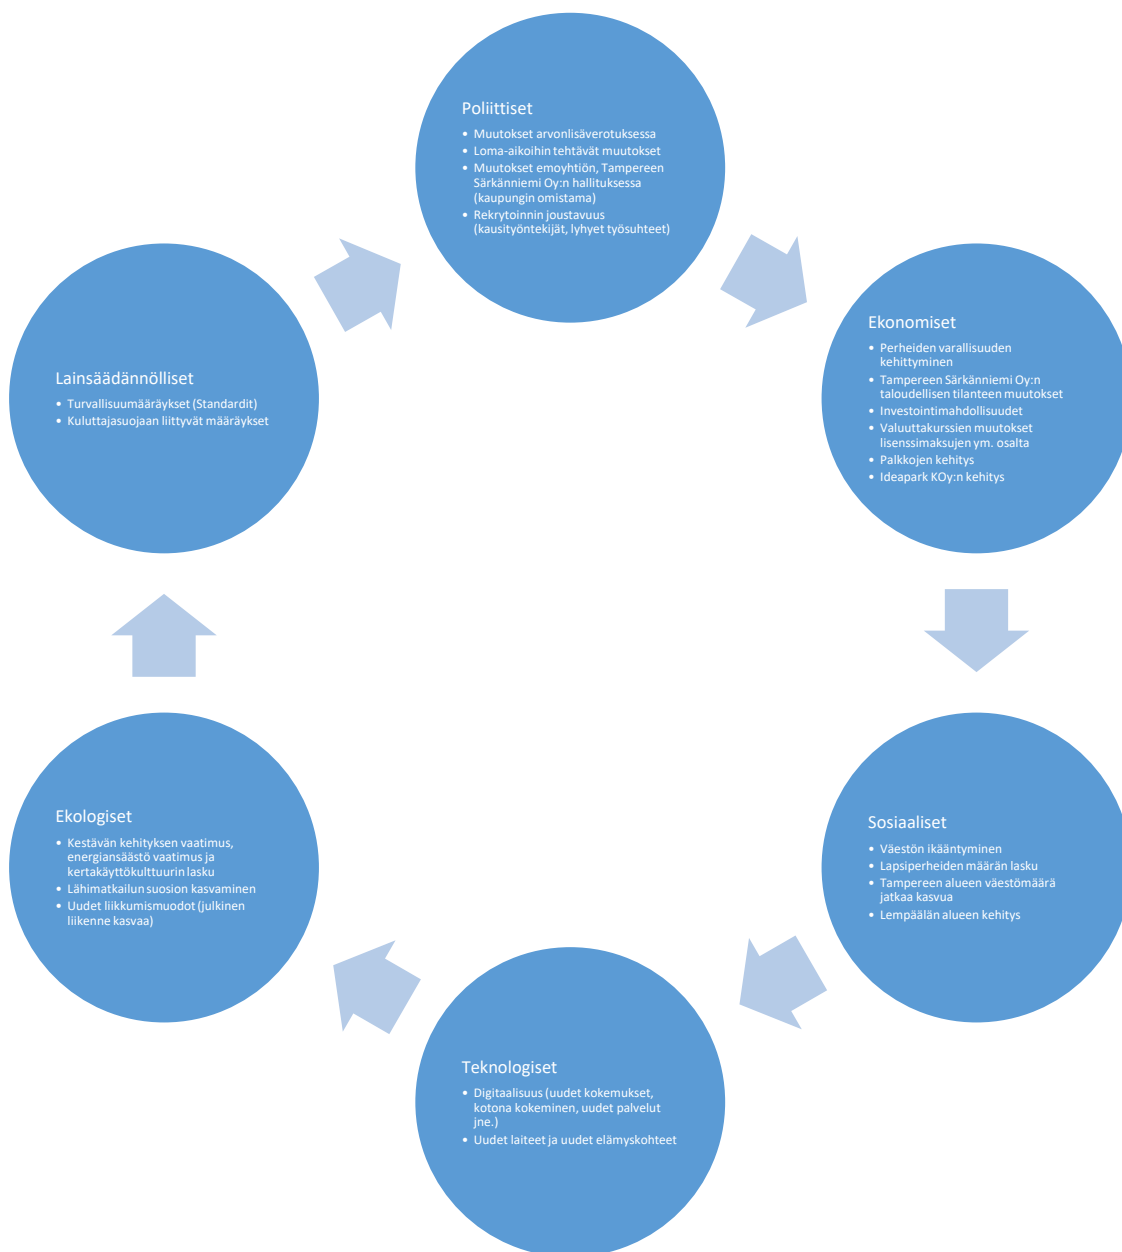 Poliittiset
• Muutokset arvonlisäverotuksessa
• Loma-aikoihin tehtävät muutokset
• Muutokset emoyhtiön, Tampereen
Särkänniemi Oy:n hallituksessa
(kaupungin omistama)
• Rekrytoinnin joustavuus
(kausityöntekijät, lyhyet työsuhteet)
Ekonomiset
• Perheiden varallisuuden
kehittyminen
• Tampereen Särkänniemi Oy:n
taloudellisen tilanteen muutokset
• Investointimahdollisuudet
• Valuuttakurssien muutokset
lisenssimaksujen ym. osalta
• Palkkojen kehitys
• Ideapark KOy:n kehitys
Sosiaaliset
• Väestön ikääntyminen
• Lapsiperheiden määrän lasku
• Tampereen alueen väestömäärä
jatkaa kasvua
• Lempäälän alueen kehitys
Teknologiset
• Digitaalisuus (uudet kokemukset,
kotona kokeminen, uudet palvelut
jne.)
• Uudet laiteet ja uudet elämyskohteet
Ekologiset
• Kestävän kehityksen vaatimus,
energiansäästö vaatimus ja
kertakäyttökulttuurin lasku
• Lähimatkailun suosion kasvaminen
• Uudet liikkumismuodot (julkinen
liikenne kasvaa)
Lainsäädännölliset
• Turvallisuumääräykset (Standardit)
• Kuluttajasuojaan liittyvät määräykset